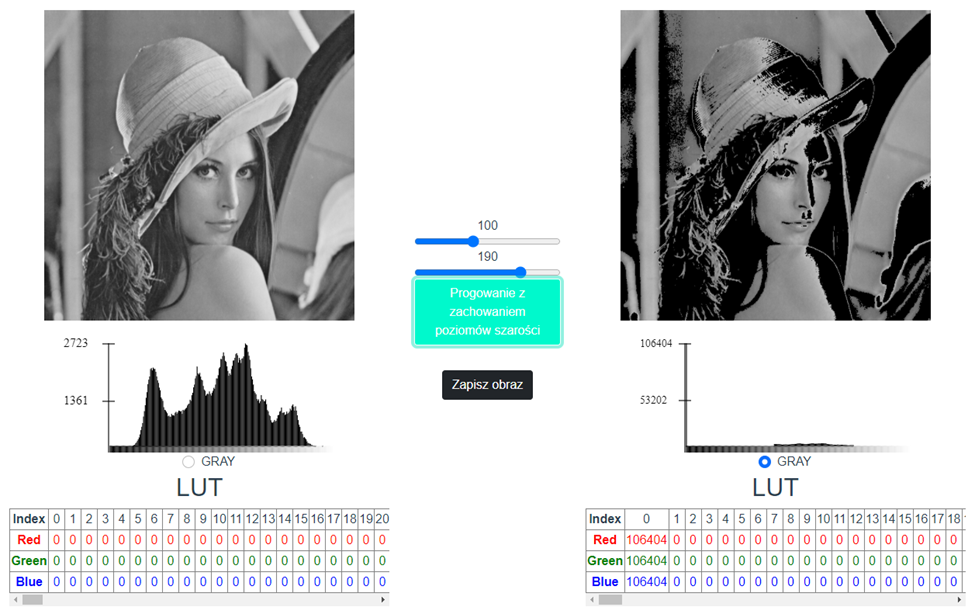 100
190
Progowanie z
zachowaniem
poziomów szarości
Zapisz obraz
2723
1361
GRAY
LUT
Index 0 1 2 3 4 5 6 7 8 9 10 11 12 13 14 15 16 17 18 19 20
Red 0 0 0 0 0 0 0 0 0 0 0 0 0 0 0 0 0 0 0 0 0
Green 0 0 0 0 0 0 0 0 0 0 0 0 0 0 0 0 0 0 0 0 0
Blue 0 0 0 0 0 0 0 0 0 0 0 0 0 0 0 0 0 0 0 0 0
106404
53202
GRAY
LUT
Index 0 1 2 3 4 5 6 7 8 9 10 11 12 13 14 15 16 17 18
Red 106404 0 0 0 0 0 0 0 0 0 0 0 0 0 0 0 0 0 0
Green 106404 0 0 0 0 0 0 0 0 0 0 0 0 0 0 0 0 0 0
Blue 106404 0 0 0 0 0 0 0 0 0 0 0 0 0 0 0 0 0 0